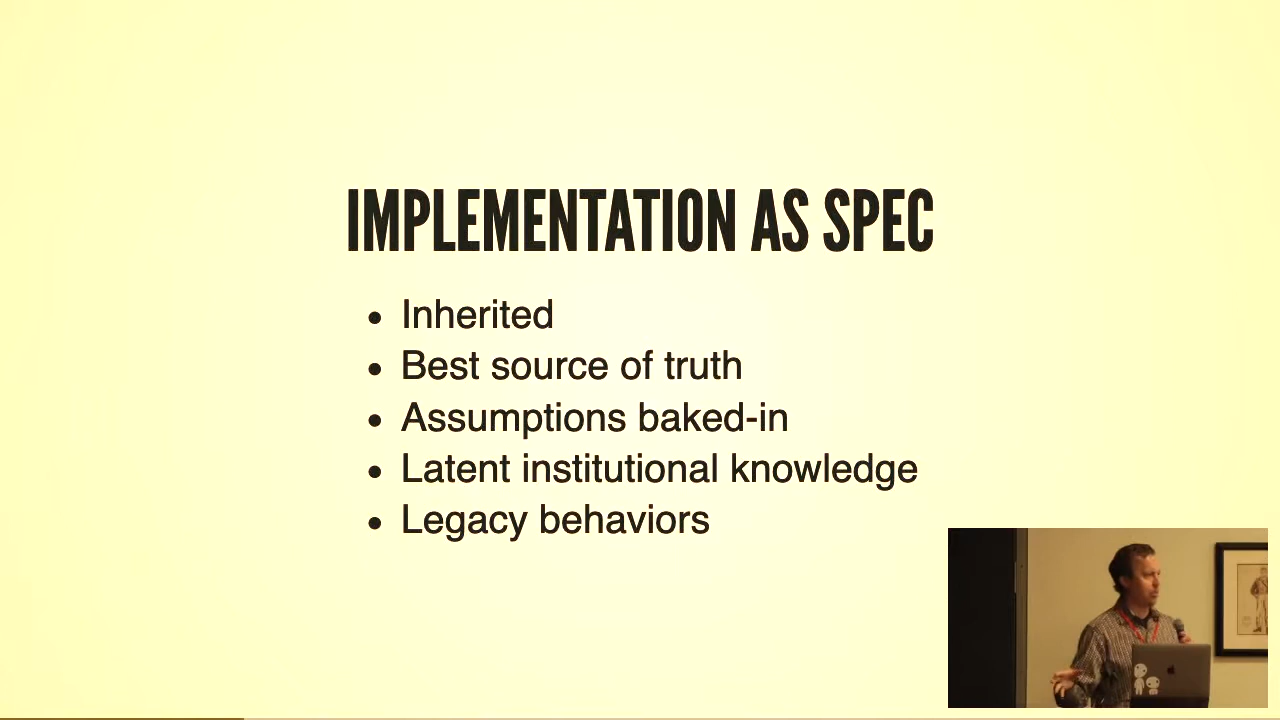 IMPLEMENTATION AS SPEC
Inherited
Best source of truth
Assumptions baked-in
Latent institutional knowledge
Legacy behaviors